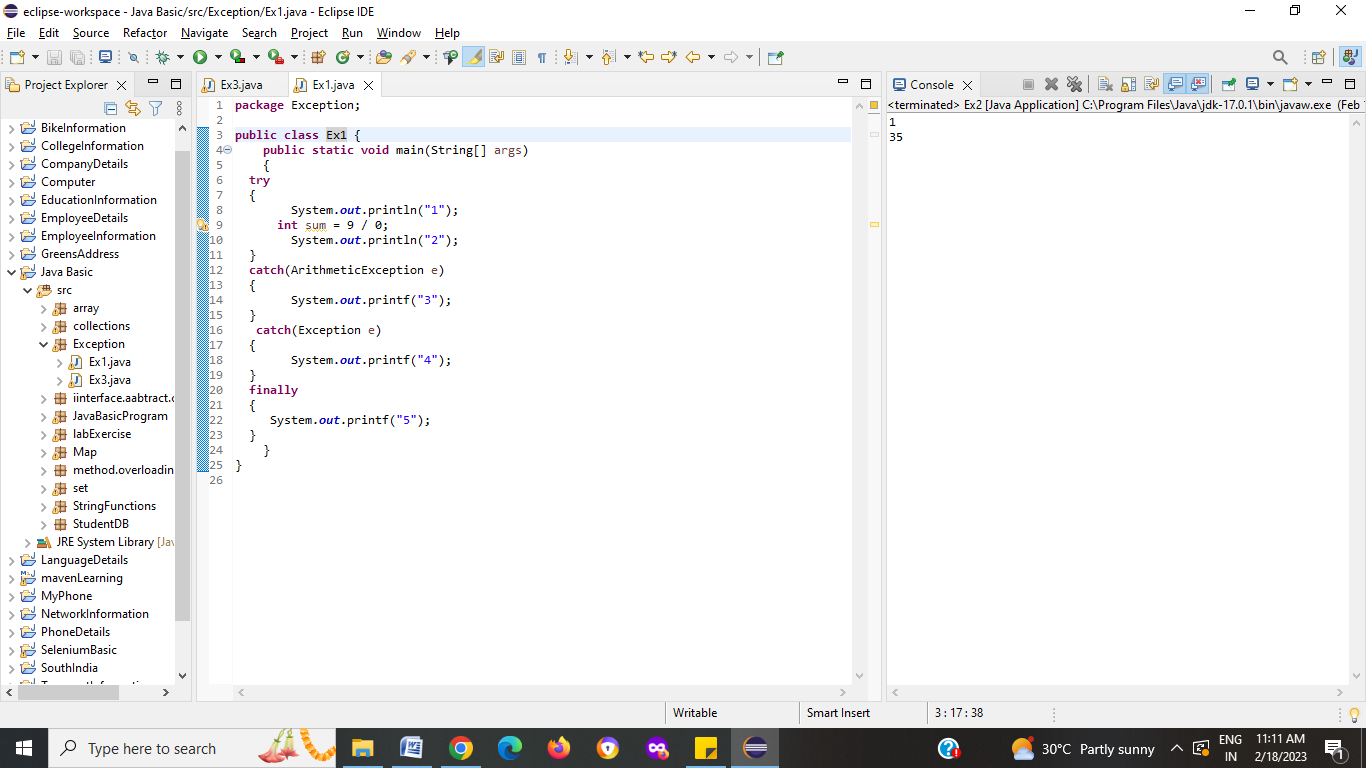 eclipse-workspace - Java Basic/src/Exception/Ex1.java - Eclipse IDE
File Edit Source Refactor Navigate Search Project Run Window Help
Project Explorer
BikeInformation
CollegeInformation
CompanyDetails
Computer
EducationInformation
EmployeeDetails
EmployeeInformation
GreensAddress
Java Basic
src
array
collections
Exception
Ex1.java
Ex3.java
iinterface.aabtract.c
JavaBasicProgram
labExercise
Map
method.overloadin
set
StringFunctions
StudentDB
JRE System Library [Jav
LanguageDetails
mavenLearning
MyPhone
NetworkInformation
PhoneDetails
SeleniumBasic
SouthIndia
Ex3.java Ex1.java
1 package Exception;
2
3 public class Ex1 {
4 public static void main(String[] args)
5 {
6 try
7 {
8 System.out.println("1");
9 int sum = 9 / 0;
10 System.out.println("2");
11 }
12 catch(ArithmeticException e)
13 {
14 System.out.printf("3");
15 }
16 catch(Exception e)
17 {
18 System.out.printf("4");
19 }
20 finally
21 {
22 System.out.printf("5");
23 }
24 }
25 }
26
Console
<terminated> Ex2 [Java Application] C:\Program Files\Java\jdk-17.0.1\bin\javaw.exe (Feb
1
35
Writable Smart Insert 3 : 17 : 38
Type here to search
30°C Partly sunny
ENG
IN
11:11 AM
2/18/2023
1